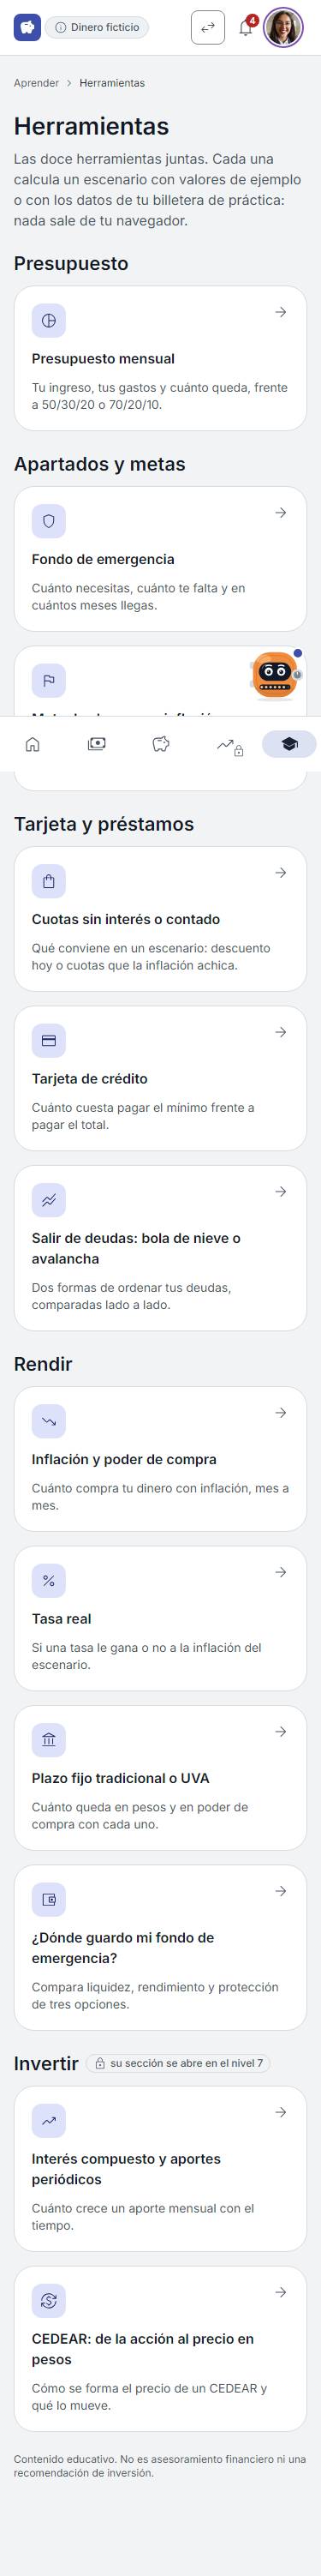 Dinero ficticio
4
Aprender > Herramientas
Herramientas
Las doce herramientas juntas. Cada una
calcula un escenario con valores de ejemplo
o con los datos de tu billetera de práctica:
nada sale de tu navegador.
Presupuesto
Presupuesto mensual
Tu ingreso, tus gastos y cuánto queda, frente
a 50/30/20 o 70/20/10.
Apartados y metas
Fondo de emergencia
Cuánto necesitas, cuánto te falta y en
cuántos meses llegas.
Tarjeta y préstamos
Cuotas sin interés o contado
Qué conviene en un escenario: descuento
hoy o cuotas que la inflación achica.
Tarjeta de crédito
Cuánto cuesta pagar el mínimo frente a
pagar el total.
Salir de deudas: bola de nieve o
avalancha
Dos formas de ordenar tus deudas,
comparadas lado a lado.
Rendir
Inflación y poder de compra
Cuánto compra tu dinero con inflación, mes a
mes.
Tasa real
Si una tasa le gana o no a la inflación del
escenario.
Plazo fijo tradicional o UVA
Cuánto queda en pesos y en poder de
compra con cada uno.
¿Dónde guardo mi fondo de
emergencia?
Compara liquidez, rendimiento y protección
de tres opciones.
Invertir su sección se abre en el nivel 7
Interés compuesto y aportes
periódicos
Cuánto crece un aporte mensual con el
tiempo.
CEDEAR: de la acción al precio en
pesos
Cómo se forma el precio de un CEDEAR y
qué lo mueve.
Contenido educativo. No es asesoramiento financiero ni una
recomendación de inversión.